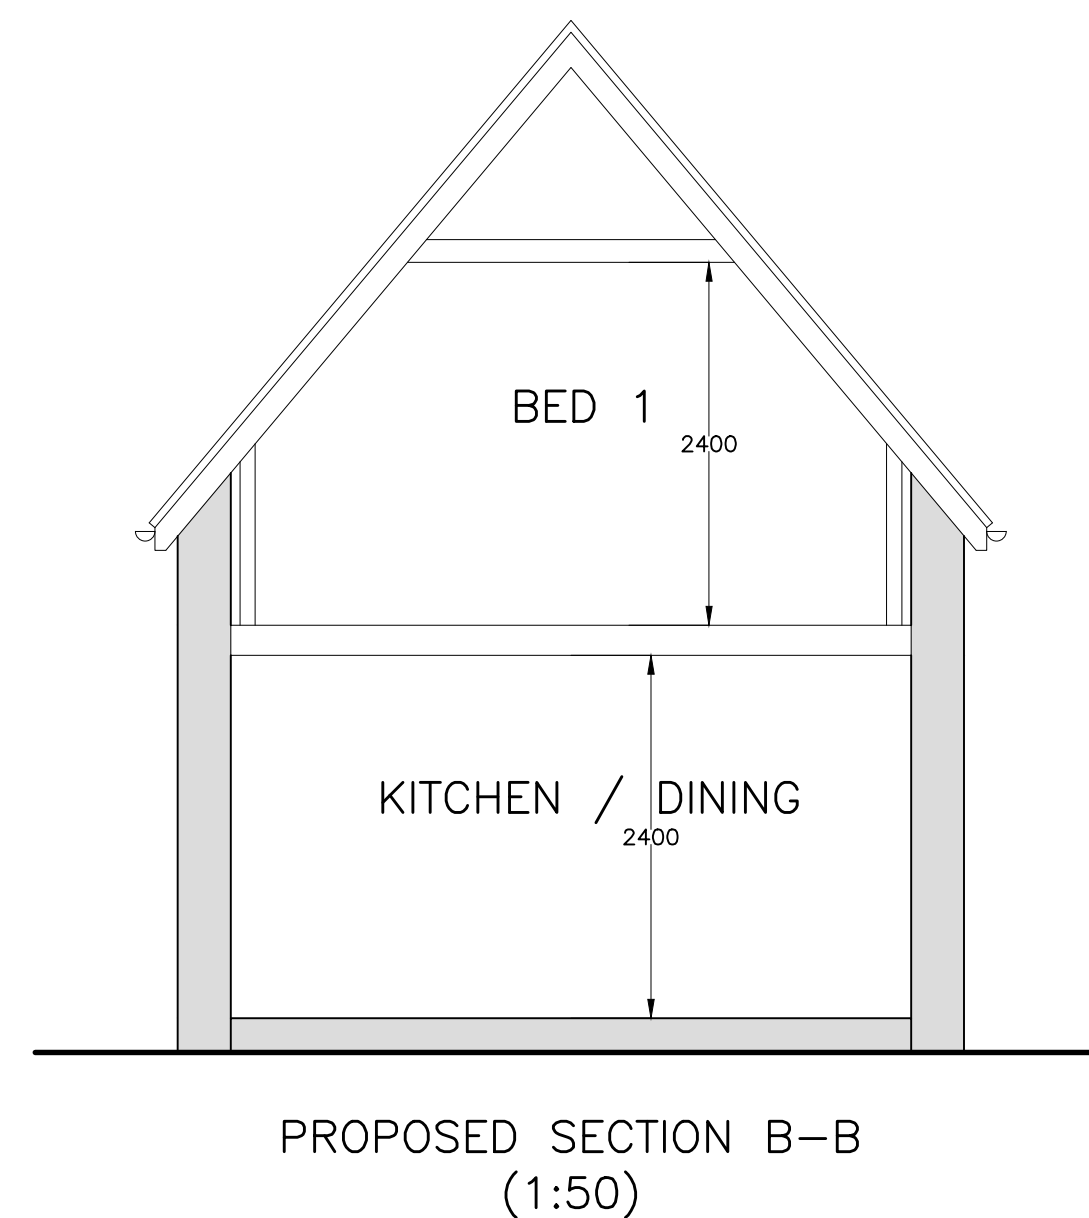 BED 1
2400
KITCHEN / DINING
2400
PROPOSED SECTION B-B
(1:50)